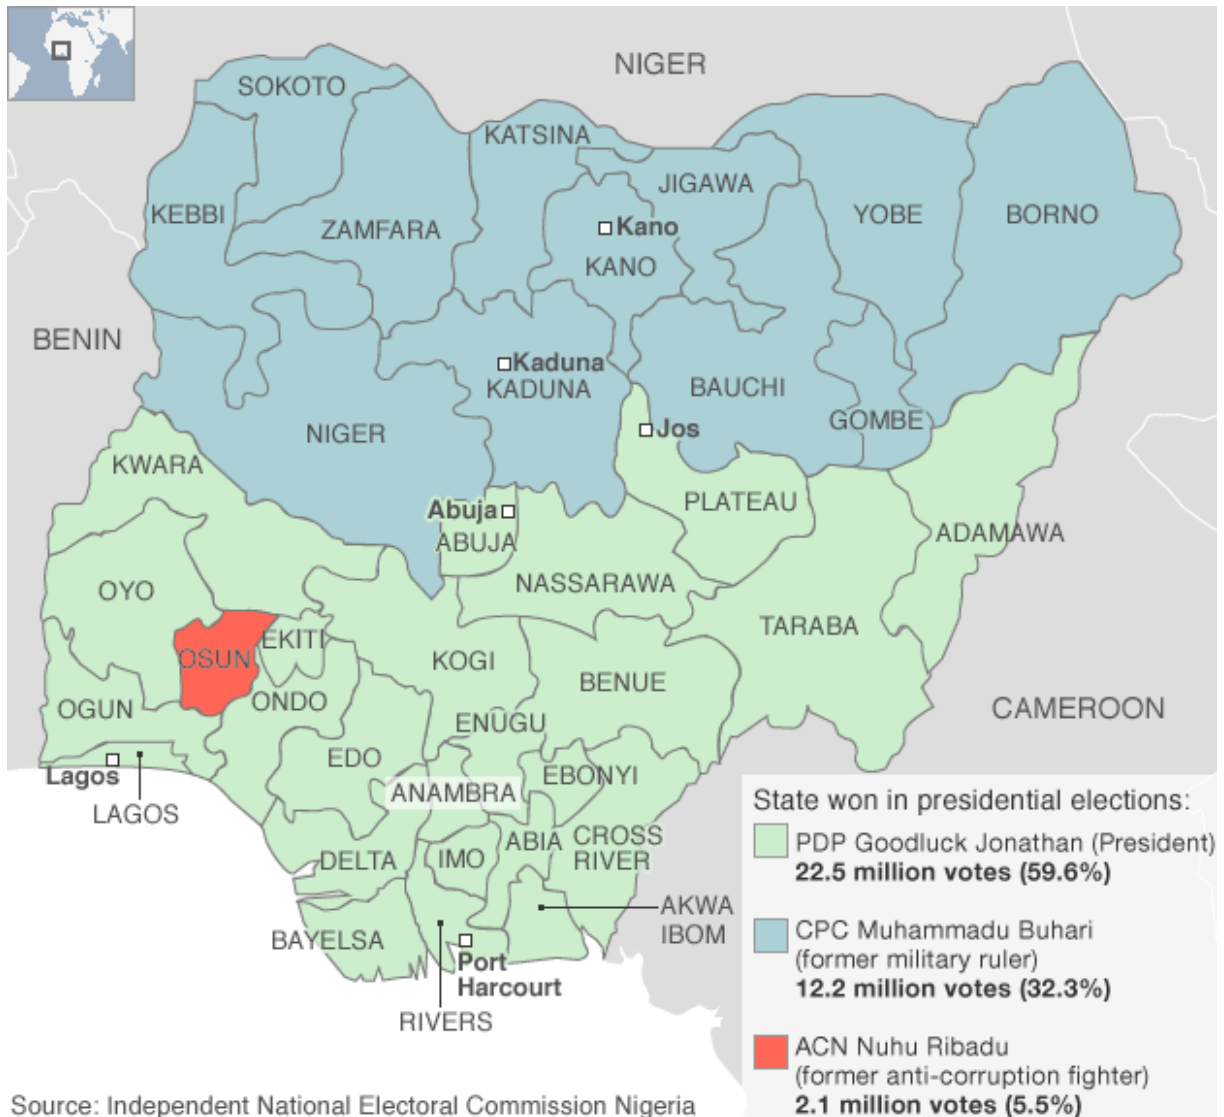 NIGER
SOKOTO
KATSINA
JIGAWA
KEBBI
ZAMFARA
Kano
KANO
YOBE
BORNO
BENIN
Kaduna
KADUNA
BAUCHI
GOMBE
NIGER
Jos
KWARA
PLATEAU
Abuja
ABUJA
ADAMAWA
NASSARAWA
OYO
TARABA
EKITI
OSUN
KOGI
BENUE
OGUN
ONDO
CAMEROON
ENUGU
EDO
Lagos
LAGOS
EBONYI
ANAMBRA
DELTA
IMO
ABIA
CROSS
RIVER
AKWA
IBOM
BAYELSA
Port
Harcourt
RIVERS
State won in presidential elections:
PDP Goodluck Jonathan (President)
22.5 million votes (59.6%)
CPC Muhammadu Buhari
(former military ruler)
12.2 million votes (32.3%)
ACN Nuhu Ribadu
(former anti-corruption fighter)
2.1 million votes (5.5%)
Source: Independent National Electoral Commission Nigeria